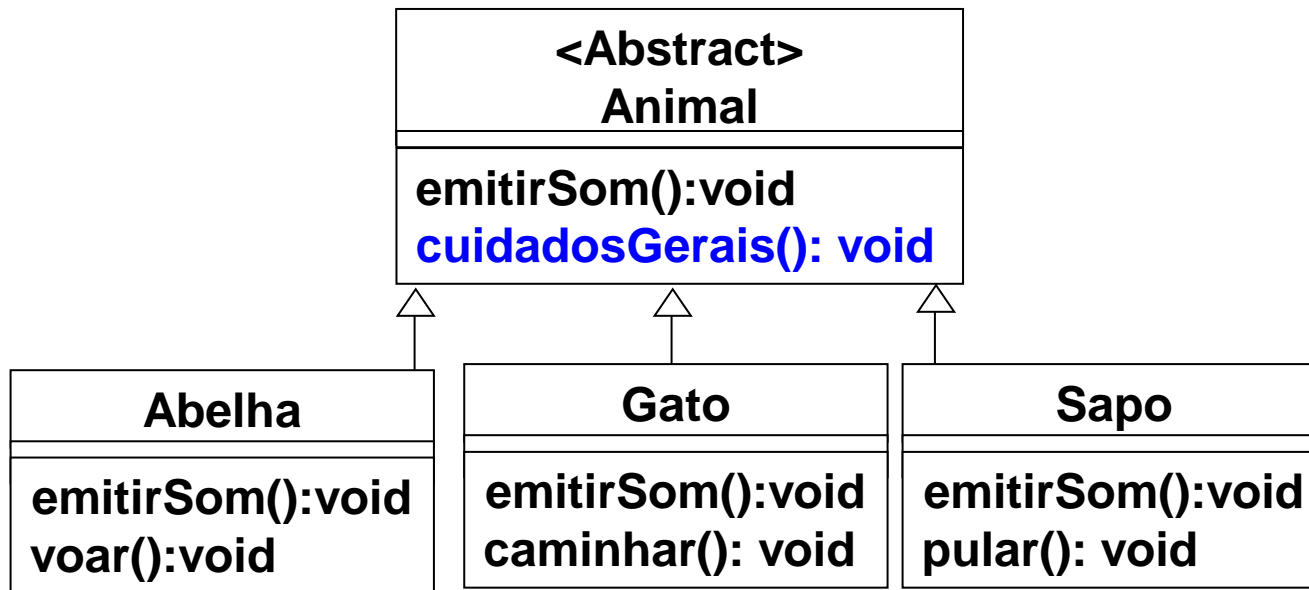 <Abstract>
Animal
emitirSom():void
cuidadosGerais(): void
Abelha
emitirSom():void
voar():void
Gato
emitirSom():void
caminhar(): void
Sapo
emitirSom():void
pular(): void